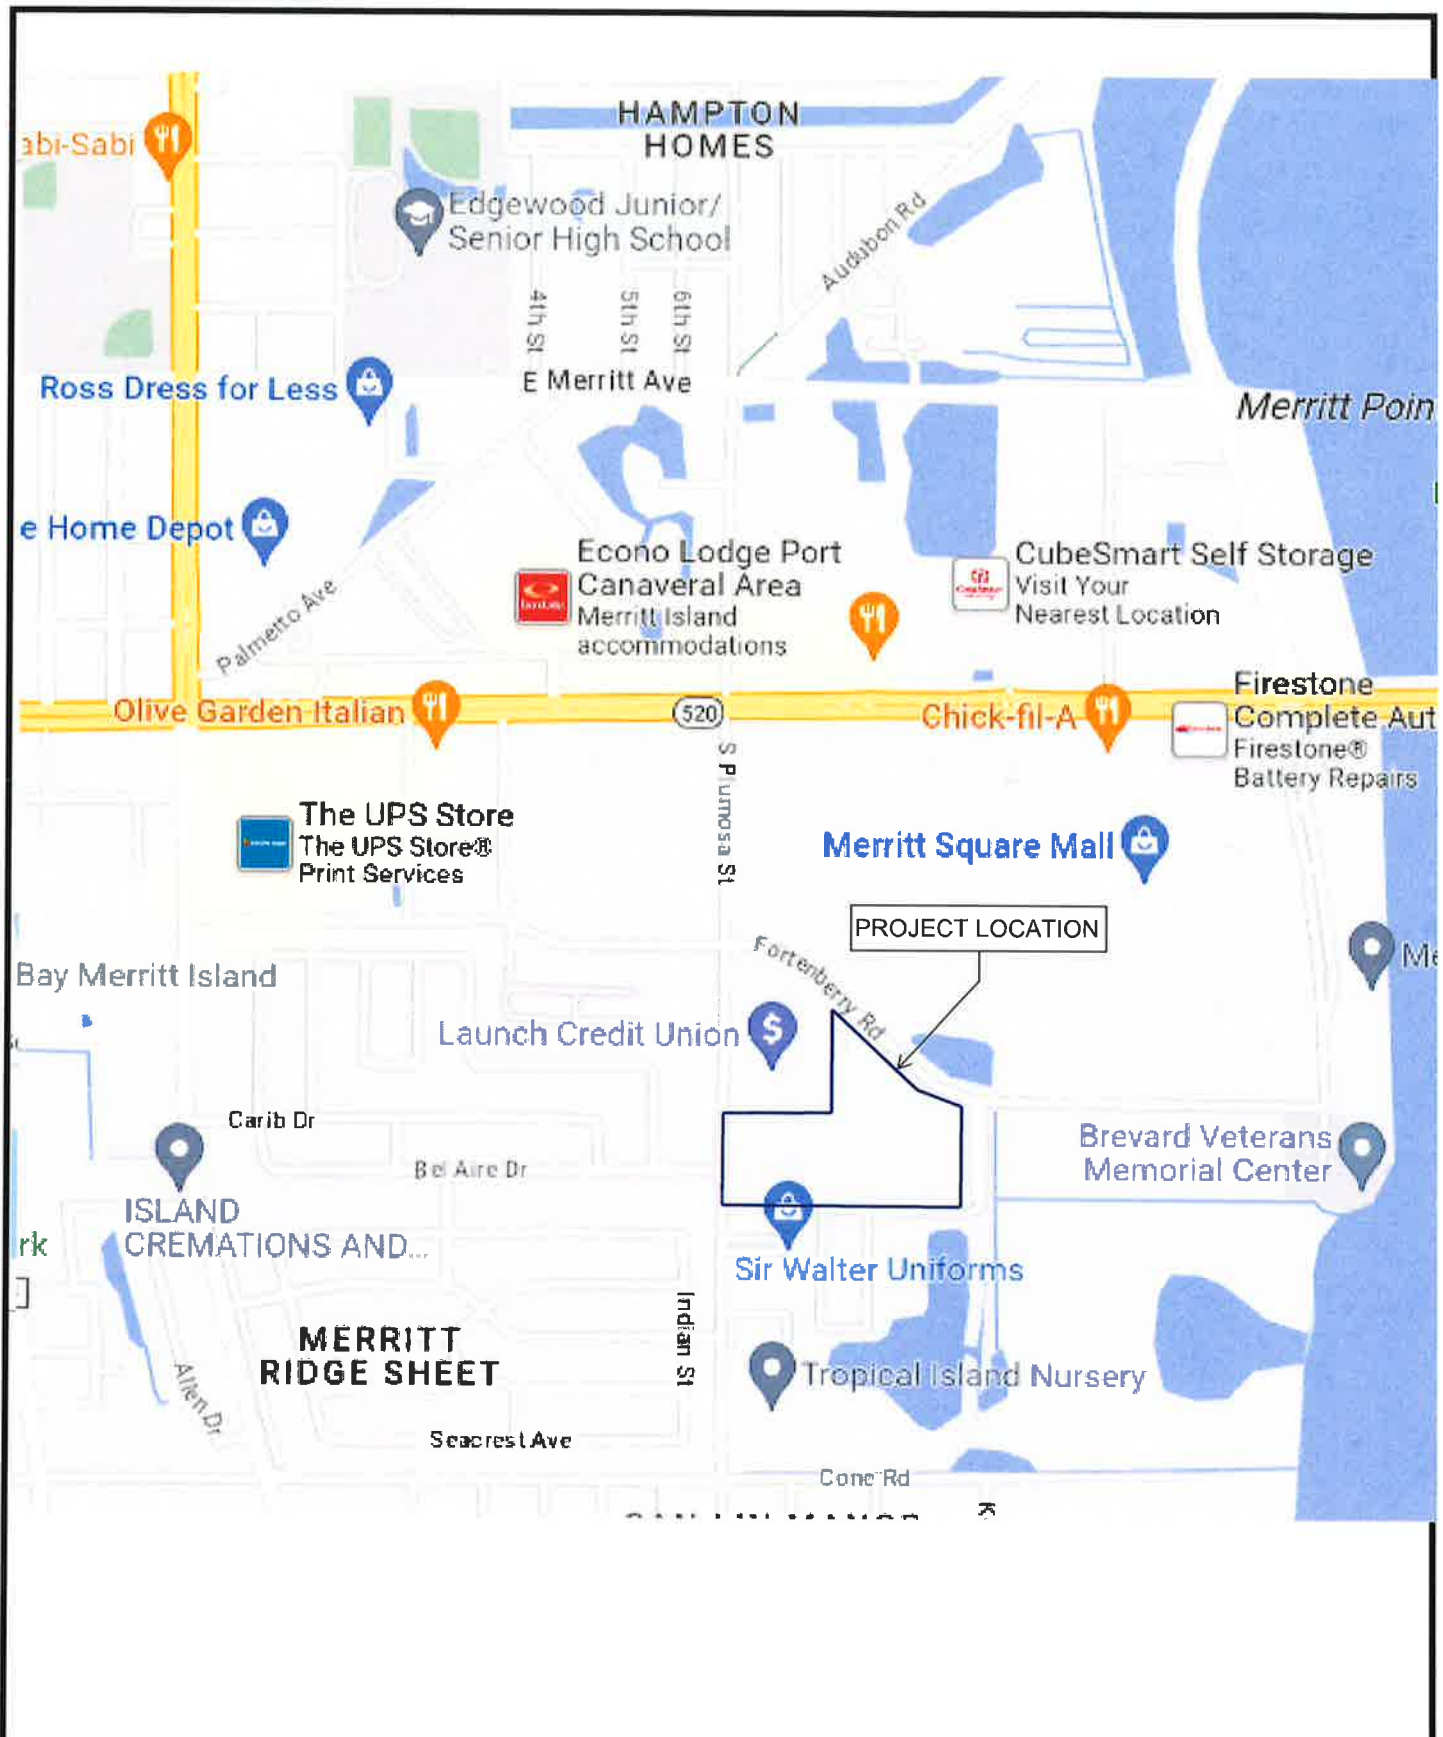 HAMPTON
HOMES
abi-Sabi
Edgewood Junior/
Senior High School
Audubon Rd
4th St
5th St
6th St
E Merritt Ave
Ross Dress for Less
Merritt Poin
e Home Depot
Palmetto Ave
Econo Lodge Port
Canaveral Area
Merritt Island
accommodations
CubeSmart Self Storage
Visit Your
Nearest Location
Olive Garden Italian
520
Chick-fil-A
Firestone
Complete Aut
Firestone®
Battery Repairs
S Plumosa St
The UPS Store
The UPS Store®
Print Services
Merritt Square Mall
PROJECT LOCATION
Fortenberry Rd
Me
Bay Merritt Island
Launch Credit Union
Carib Dr
Bel Aire Dr
Brevard Veterans
Memorial Center
ISLAND
CREMATIONS AND...
rk
Sir Walter Uniforms
Indian St
MERRITT
RIDGE SHEET
Allen Dr
Tropical Island Nursery
Seacrest Ave
Cone Rd
K